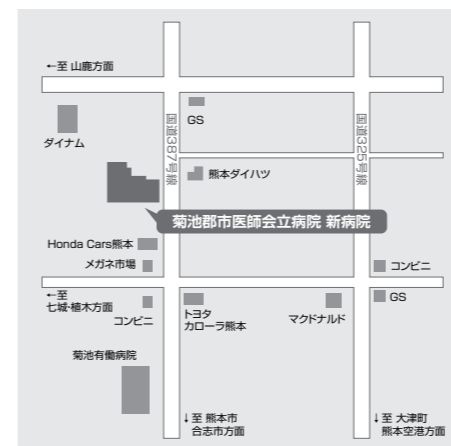 ←至 山鹿方面
GS
ダイナム
国道387号線
国道325号線
熊本ダイハツ
菊池郡市医師会立病院 新病院
Honda Cars熊本
メガネ市場
コンビニ
←至
七城・植木方面
コンビニ
トヨタ
カローラ熊本
マクドナルド
GS
菊池有働病院
↓至 熊本市
合志市方面
↓至 大津町
熊本空港方面